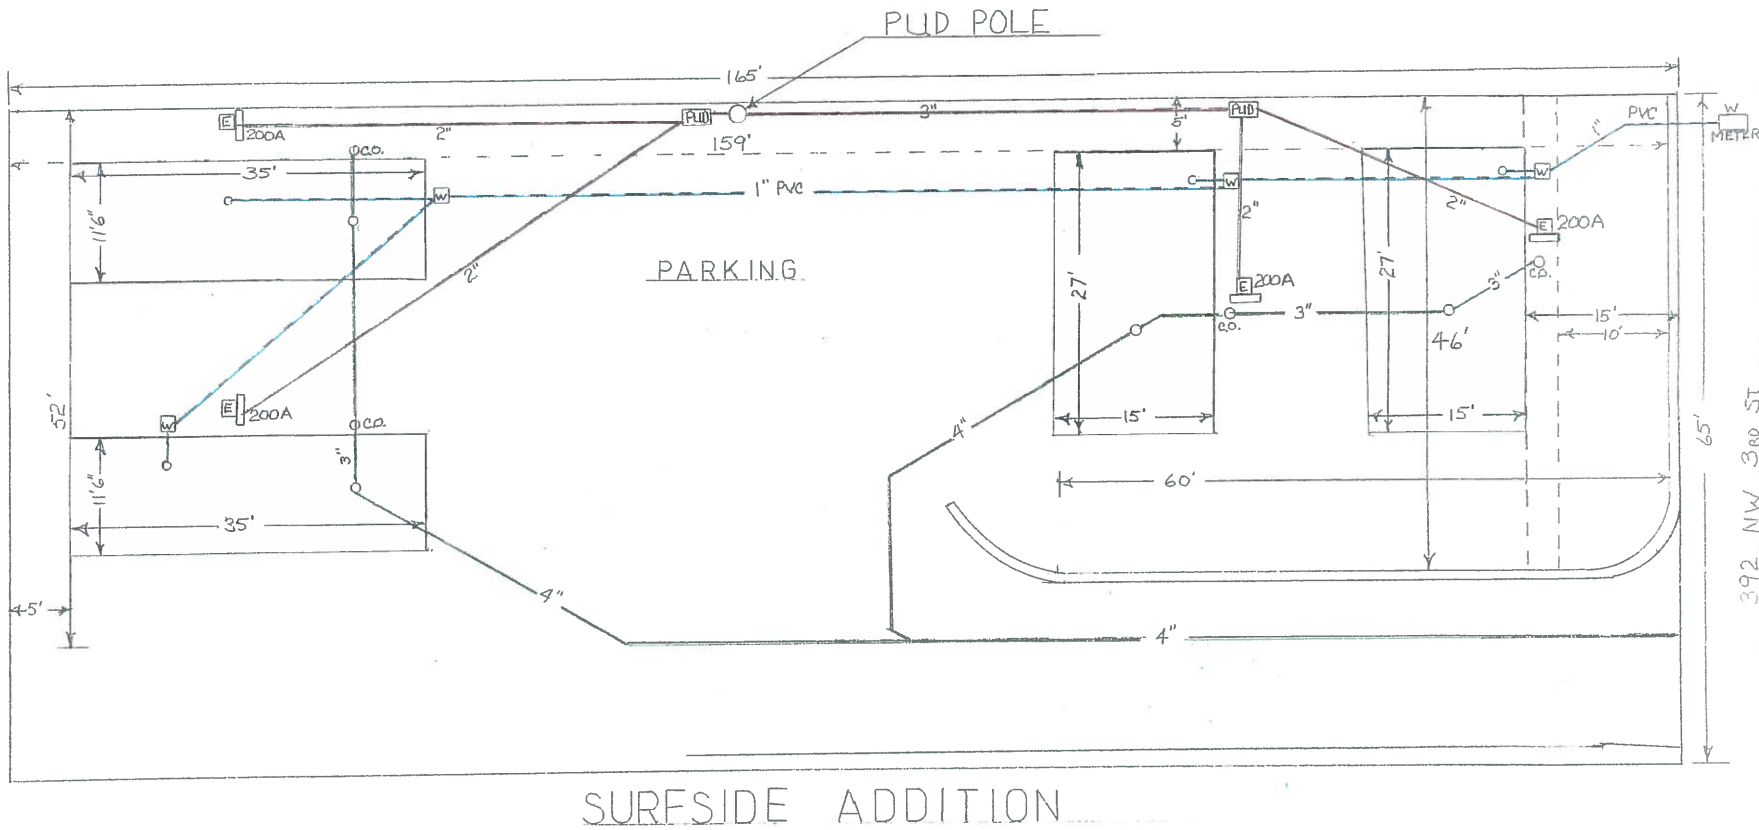 PUD POLE
165'
E
200A
2"
PUD
3"
PUD
5'
159'
PVC
1"
W
METER
C.O.
35'
W
1" PVC
W
W
11'6"
2"
2"
2"
E
200A
PARKING
27'
E
200A
27'
C.O.
3"
C.O.
3"
15'
10'
46'
52'
W
E
200A
C.O.
15'
15'
65'
392 NW 3RD ST
4"
3"
11'6"
60'
35'
5'
4"
4"
SURFSIDE ADDITION